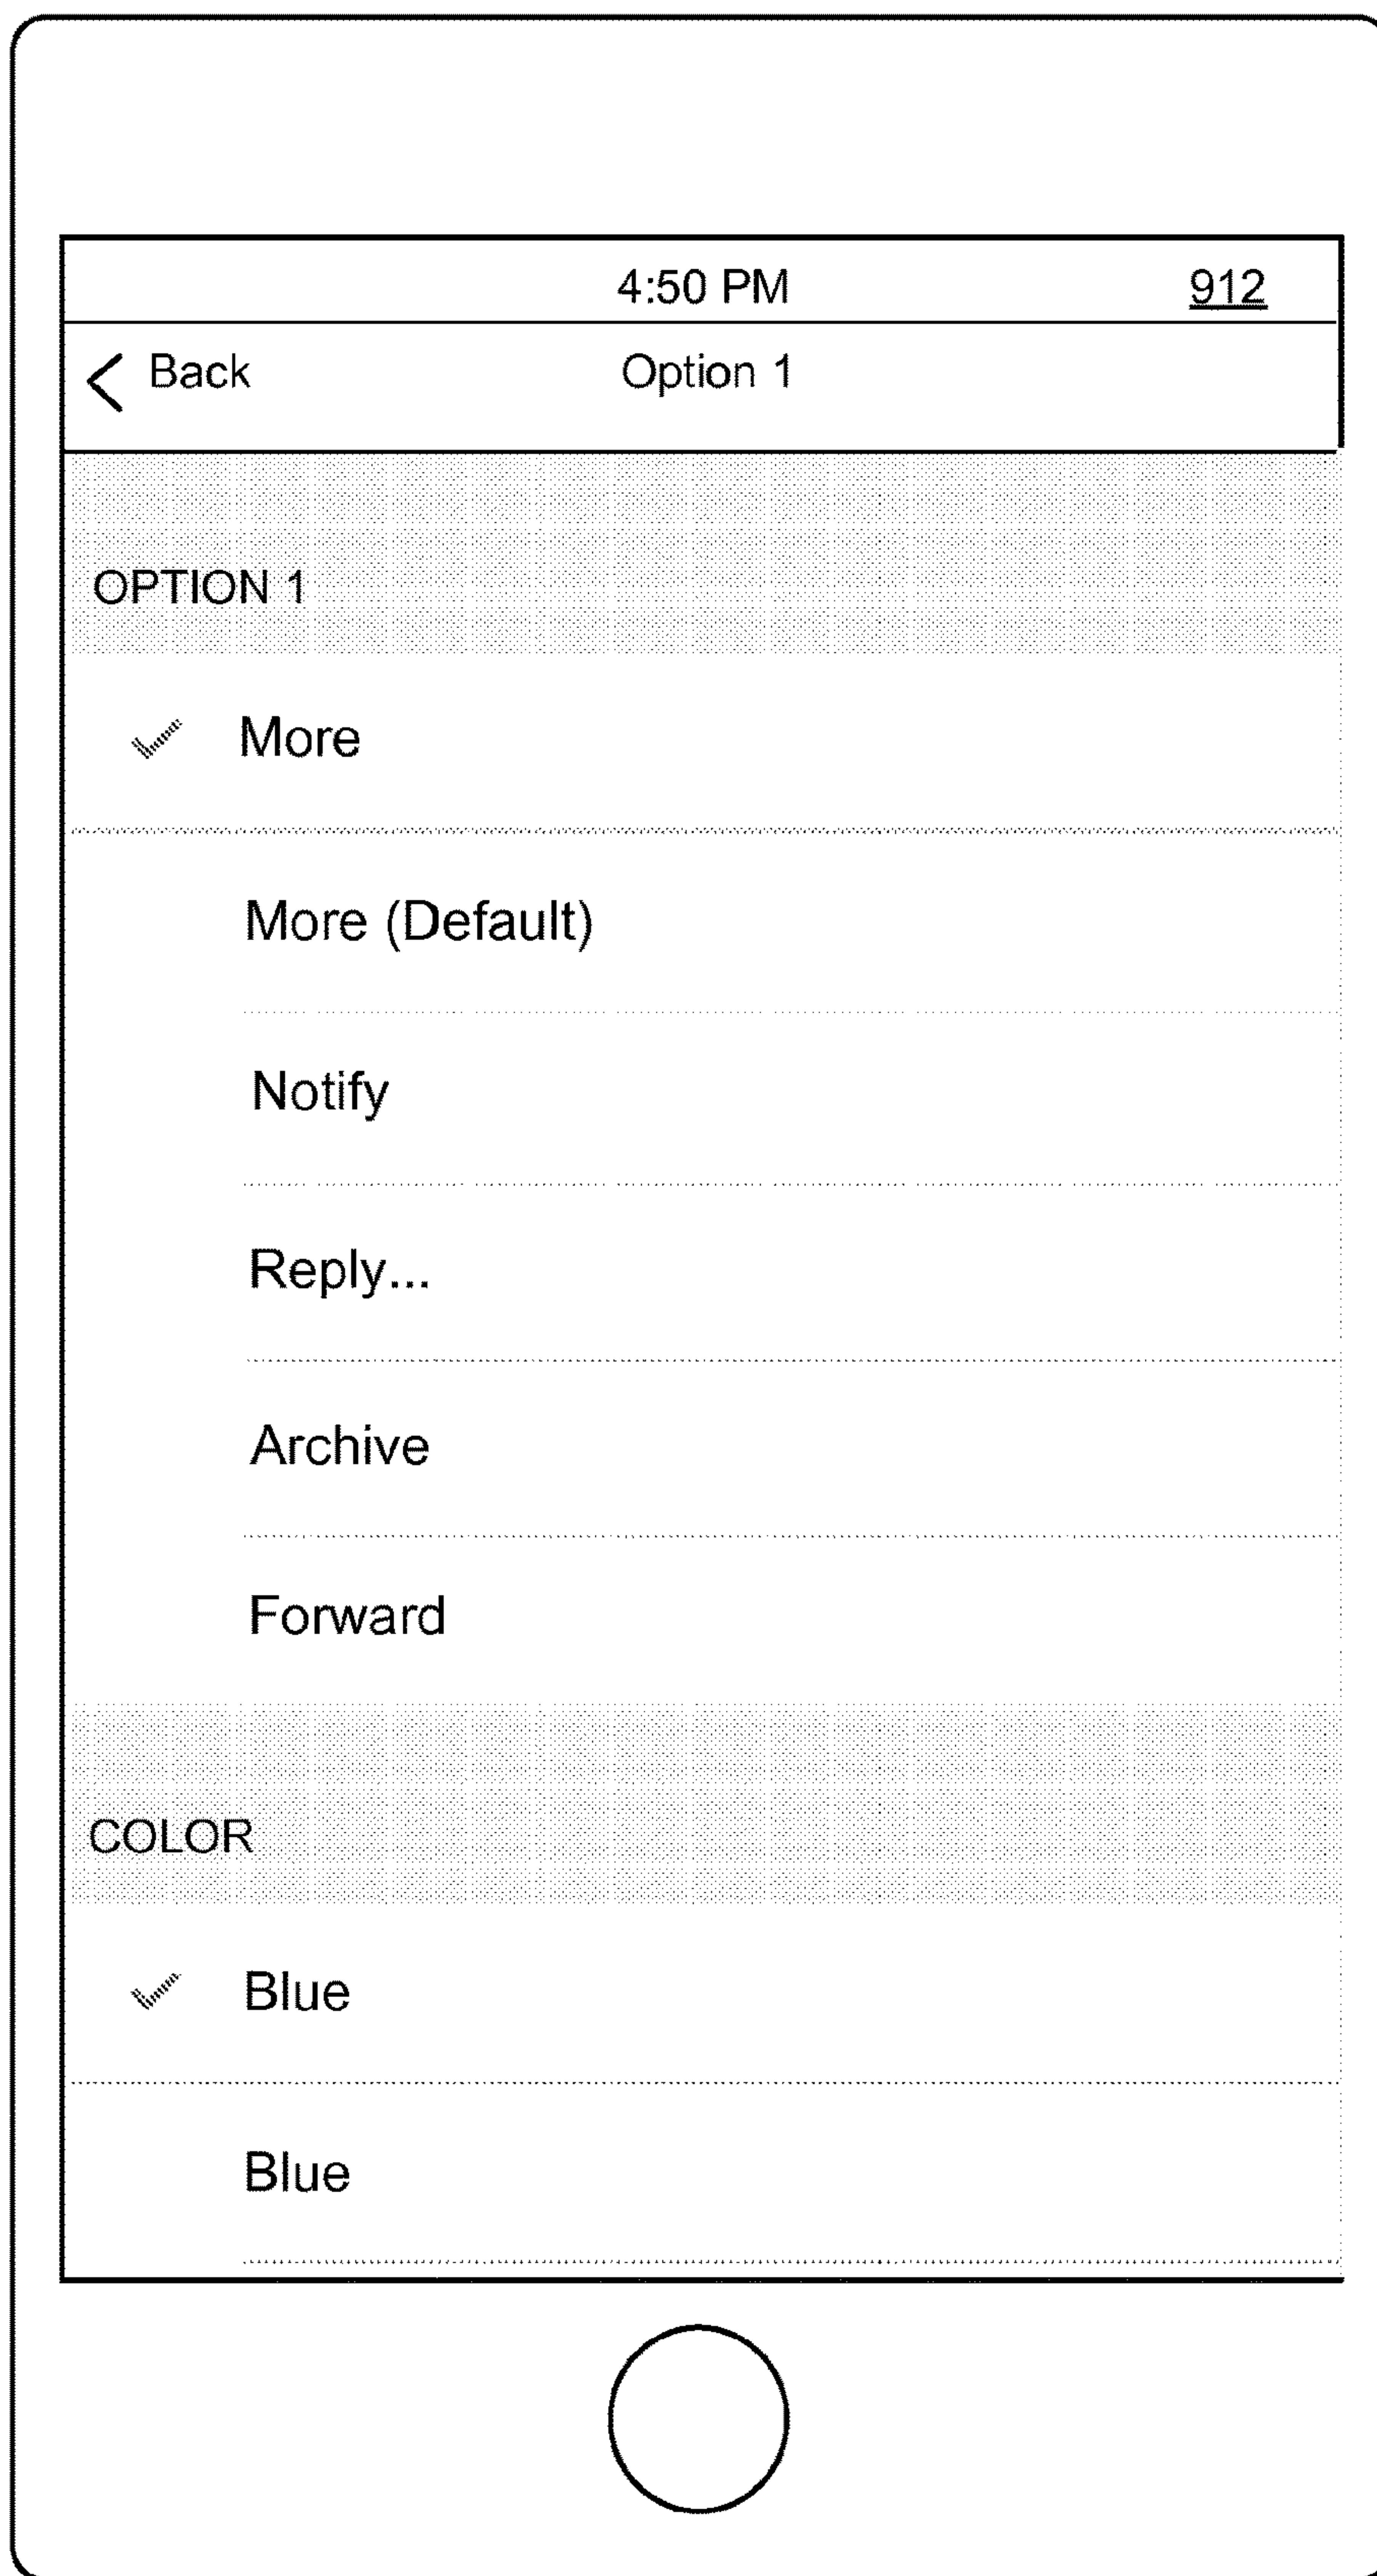 4:50 PM 912
Back Option 1
OPTION 1
More
More (Default)
Notify
Reply...
Archive
Forward
COLOR
Blue
Blue